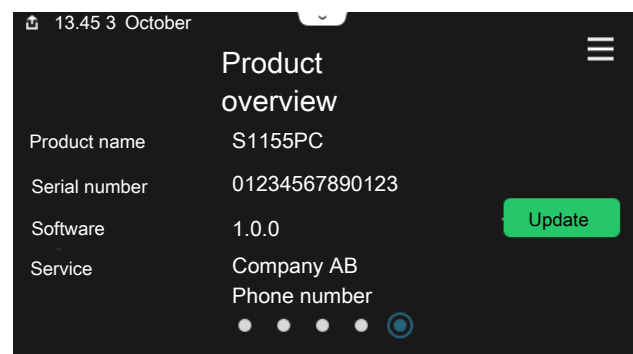 13.45 3 October
Product
overview
Product name S1155PC
Serial number 01234567890123
Software 1.0.0 Update
Service Company AB
Phone number